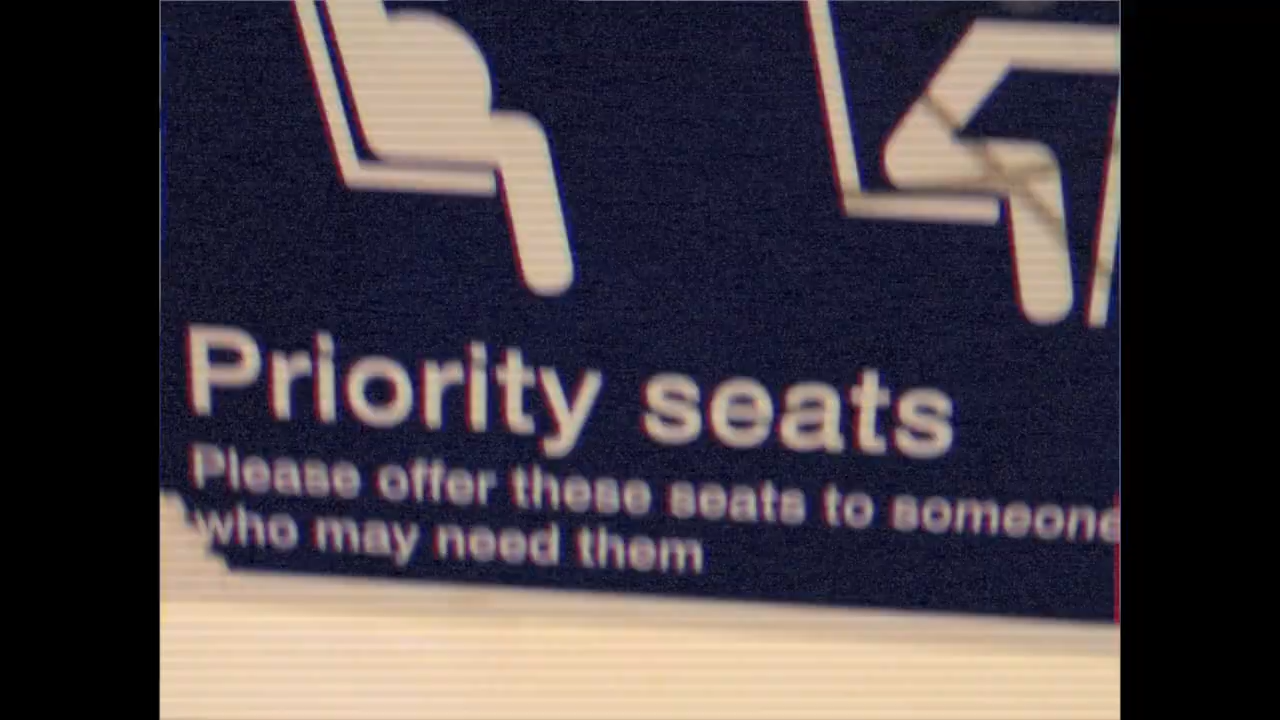 Priority seats
Please offer these seats to someone
who may need them